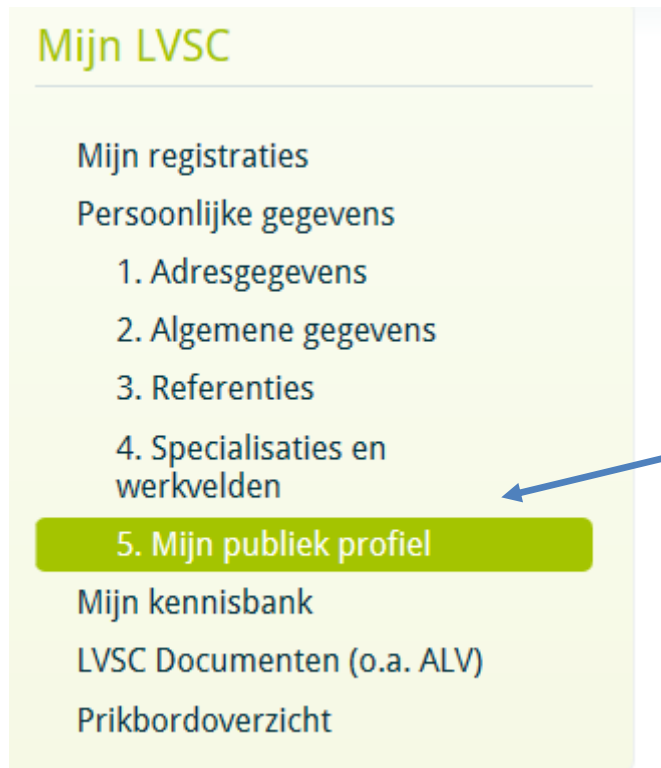 Mijn LVSC
Mijn registraties
Persoonlijke gegevens
1. Adresgegevens
2. Algemene gegevens
3. Referenties
4. Specialisaties en
werkvelden
5. Mijn publiek profiel
Mijn kennisbank
LVSC Documenten (o.a. ALV)
Prikbordoverzicht